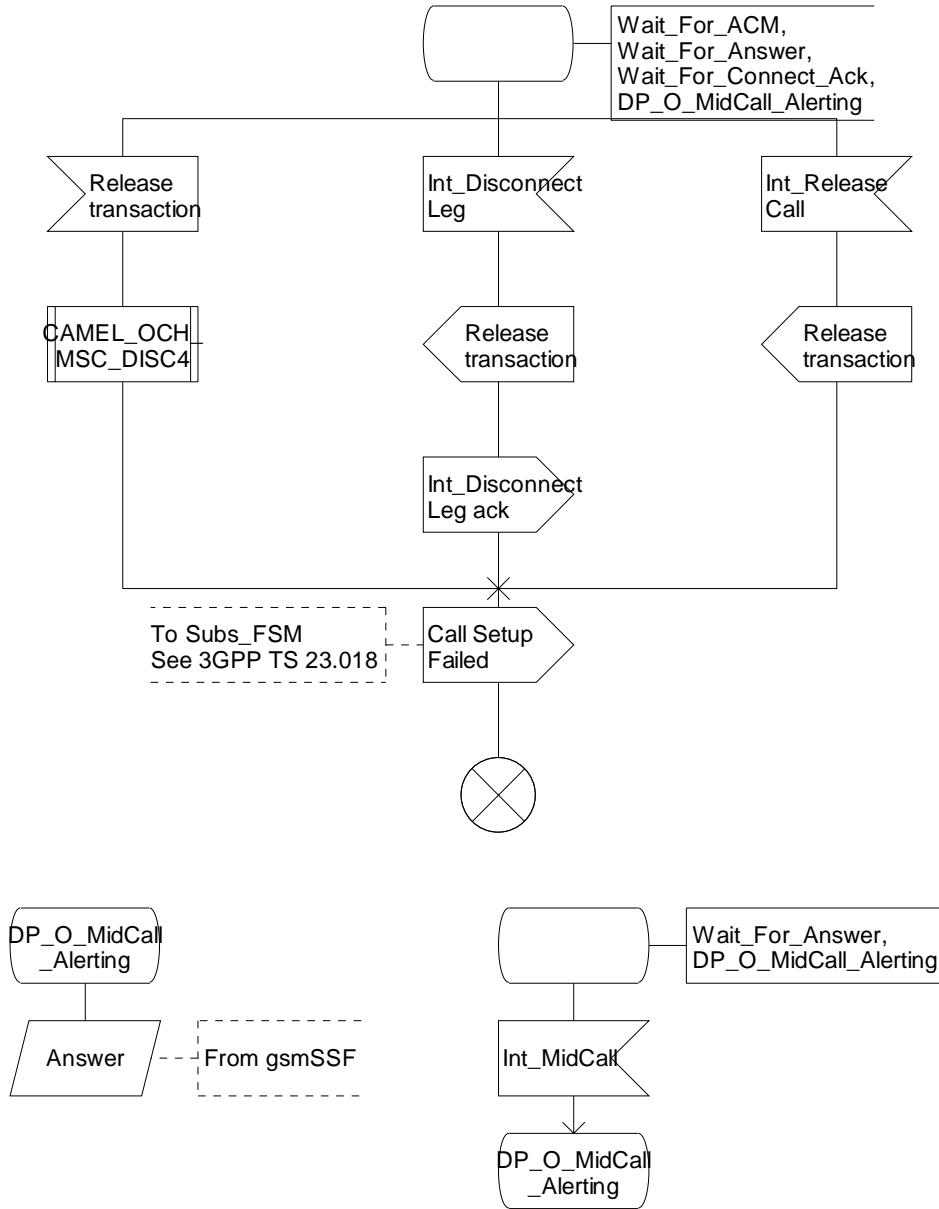 Wait_For_ACM,
Wait_For_Answer,
Wait_For_Connect_Ack,
DP_O_MidCall_Alerting
Release
transaction
Int_Disconnect
Leg
Int_Release
Call
CAMEL_OCH_
MSC_DISC4
Release
transaction
Release
transaction
Int_Disconnect
Leg ack
To Subs_FSM
See 3GPP TS 23.018
Call Setup
Failed
DP_O_MidCall
_Alerting
Wait_For_Answer,
DP_O_MidCall_Alerting
Answer
From gsmSSF
Int_MidCall
DP_O_MidCall
_Alerting